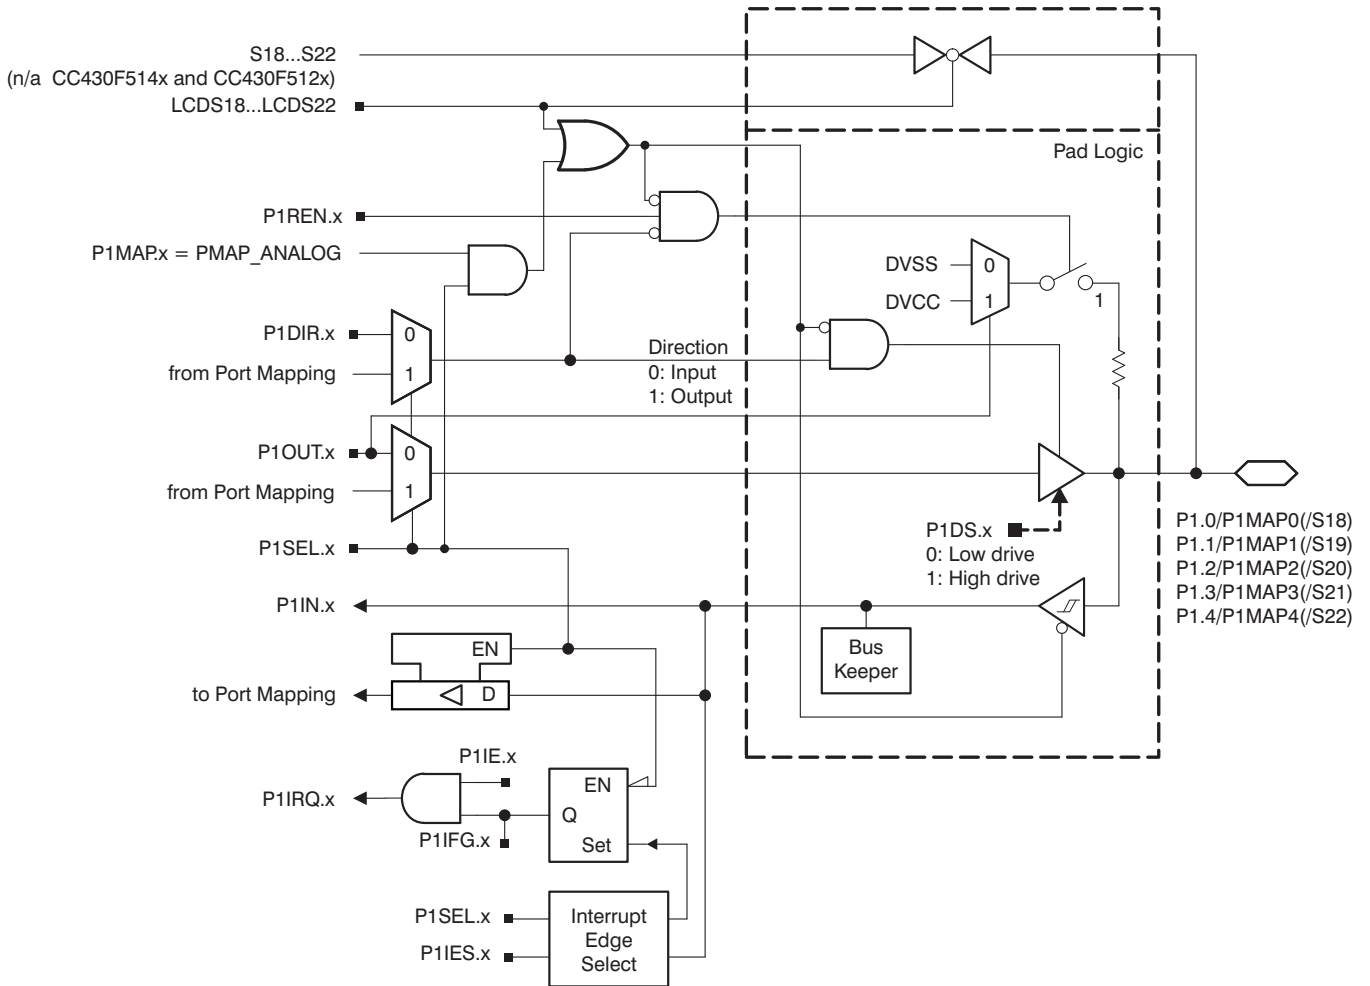 S18...S22
(n/a CC430F514x and CC430F512x)
LCDS18...LCDS22
Pad Logic
P1REN.x
P1MAP.x = PMAP_ANALOG
DVSS
0
DVCC
1
1
P1DIR.x
0
from Port Mapping
1
Direction
0: Input
1: Output
P1OUT.x
0
from Port Mapping
1
P1DS.x
0: Low drive
1: High drive
P1.0/P1MAP0(/S18)
P1.1/P1MAP1(/S19)
P1.2/P1MAP2(/S20)
P1.3/P1MAP3(/S21)
P1.4/P1MAP4(/S22)
P1SEL.x
P1IN.x
Bus
Keeper
EN
to Port Mapping
D
P1IE.x
EN
P1IRQ.x
Q
P1IFG.x
Set
P1SEL.x
P1IES.x
Interrupt
Edge
Select